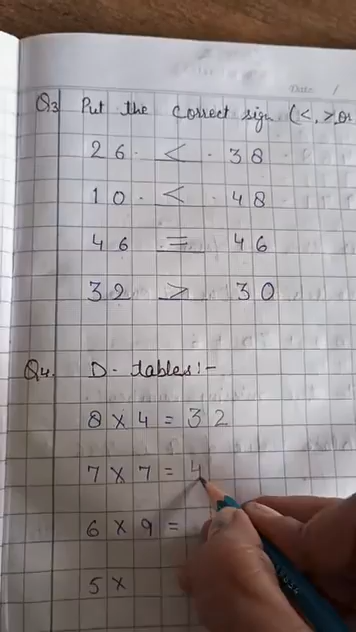 Date /
Q3 Put the correct sign (<, >, or
26 < 38
10 < 48
46 = 46
32 > 30
Q4. D-tables:-
8 × 4 = 32
7 × 7 = 4
6 × 9 =
5 ×